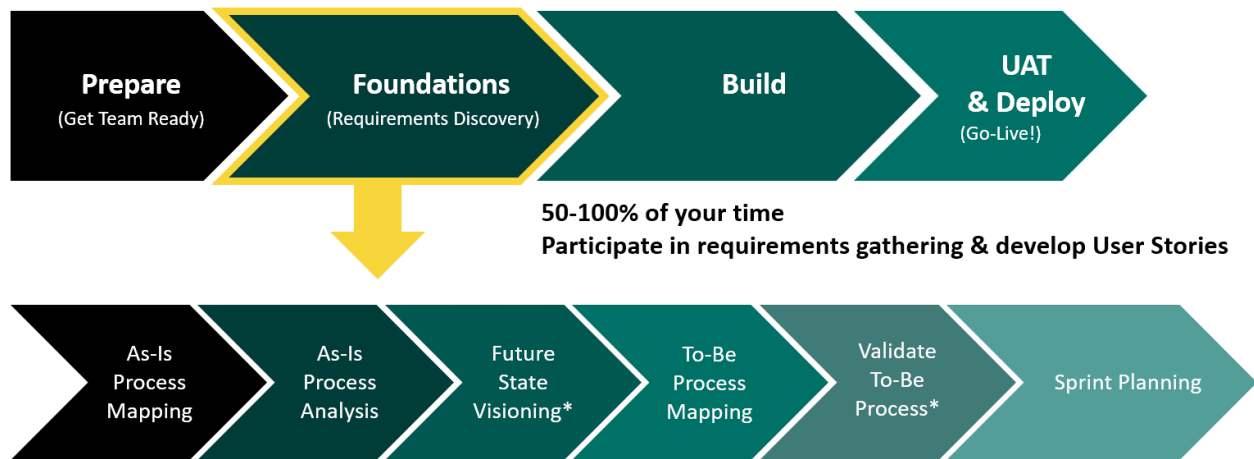 Prepare
(Get Team Ready)
Foundations
(Requirements Discovery)
Build
UAT
& Deploy
(Go-Live!)
50-100% of your time
Participate in requirements gathering & develop User Stories
As-Is
Process
Mapping
As-Is
Process
Analysis
Future
State
Visioning*
To-Be
Process
Mapping
Validate
To-Be
Process*
Sprint Planning